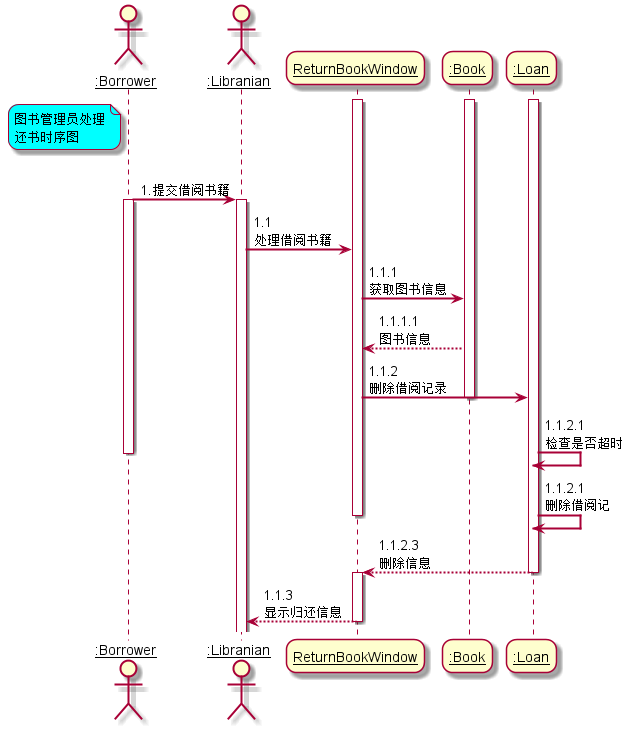 :Borrower
:Libranian
ReturnBookWindow
:Book
:Loan
图书管理员处理
还书时序图
1.提交借阅书籍
1.1
处理借阅书籍
1.1.1
获取图书信息
1.1.1.1
图书信息
1.1.2
删除借阅记录
1.1.2.1
检查是否超时
1.1.2.1
删除借阅记
1.1.2.3
删除信息
1.1.3
显示归还信息
:Borrower
:Libranian
ReturnBookWindow
:Book
:Loan